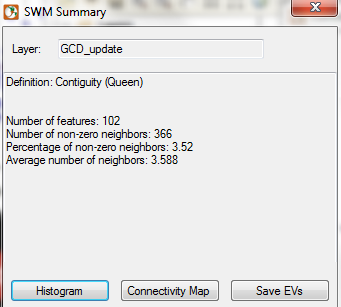 SWM Summary
Layer: GCD_update
Definition: Contiguity (Queen)
Number of features: 102
Number of non-zero neighbors: 366
Percentage of non-zero neighbors: 3.52
Average number of neighbors: 3.588
Histogram Connectivity Map Save EVs